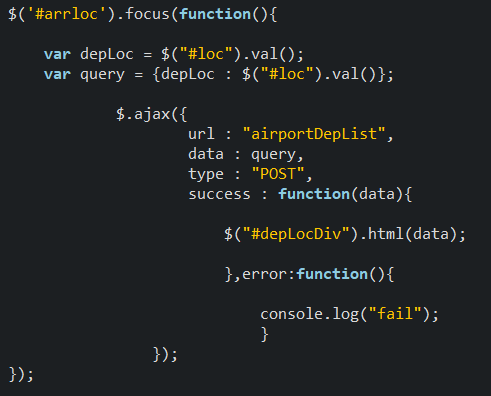 $('#arrloc').focus(function(){
var depLoc = $("#loc").val();
var query = {depLoc : $("#loc").val()};
$.ajax({
url : "airportDepList",
data : query,
type : "POST",
success : function(data){
$("#depLocDiv").html(data);
},error:function(){
console.log("fail");
}
});
});